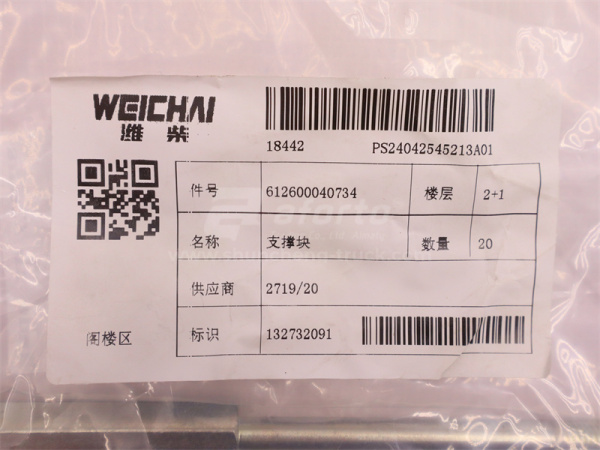 WEICHAI
潍柴
18442 PS24042545213A01
件号 612600040734 楼层 2+1
名称 支撑块 数量 20
供应商 2719/20
阁楼区 标识 132732091